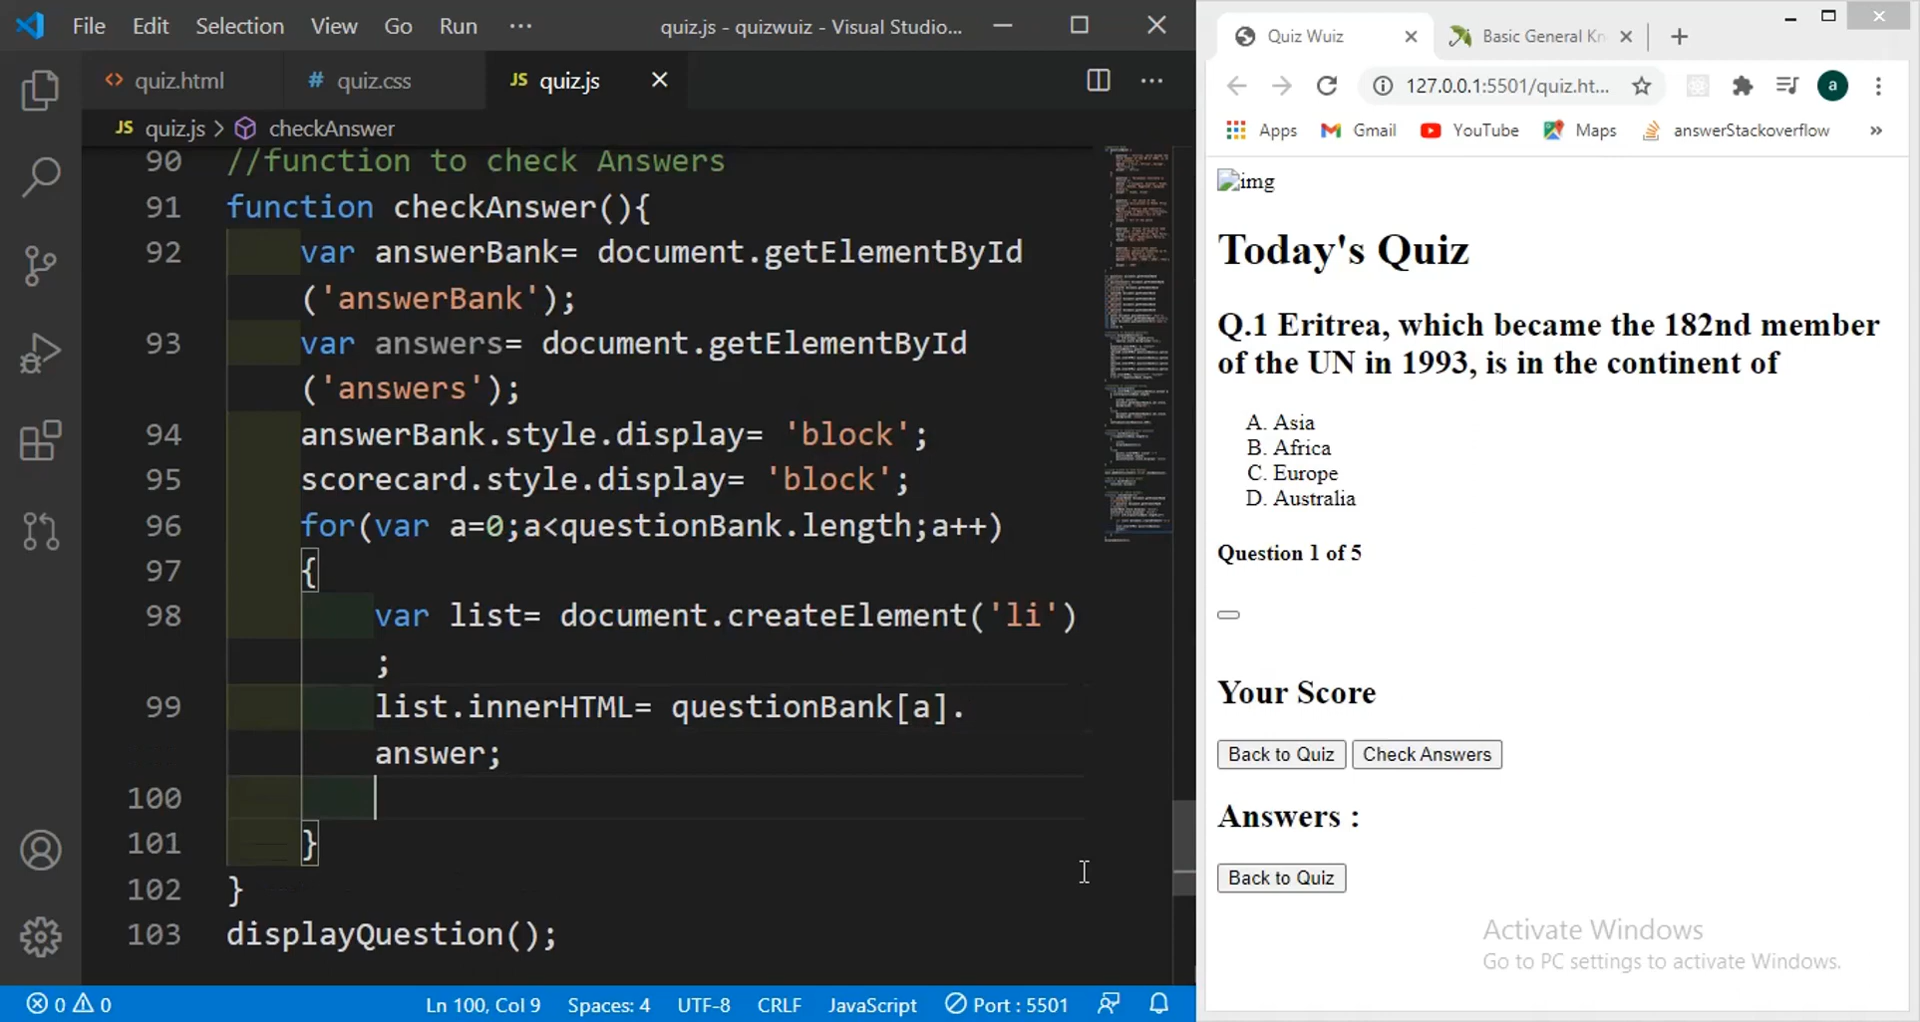 File Edit Selection View Go Run ··· quiz.js - quizwuiz - Visual Studio...
quiz.html quiz.css JS quiz.js
JS quiz.js > checkAnswer
90 //function to check Answers
91 function checkAnswer(){
92 var answerBank= document.getElementById
('answerBank');
93 var answers= document.getElementById
('answers');
94 answerBank.style.display= 'block';
95 scorecard.style.display= 'block';
96 for(var a=0;a<questionBank.length;a++)
97 {
98 var list= document.createElement('li')
;
99 list.innerHTML= questionBank[a].
answer;
100
101 }
102 }
103 displayQuestion();
0 0 Ln 100, Col 9 Spaces: 4 UTF-8 CRLF JavaScript Port : 5501
Quiz Wuiz Basic General Kn
127.0.0.1:5501/quiz.ht... a
Apps Gmail YouTube Maps answerStackoverflow »
img
Today's Quiz
Q.1 Eritrea, which became the 182nd member
of the UN in 1993, is in the continent of
A. Asia
B. Africa
C. Europe
D. Australia
Question 1 of 5
Your Score
Back to Quiz Check Answers
Answers :
Back to Quiz
Activate Windows
Go to PC settings to activate Windows.